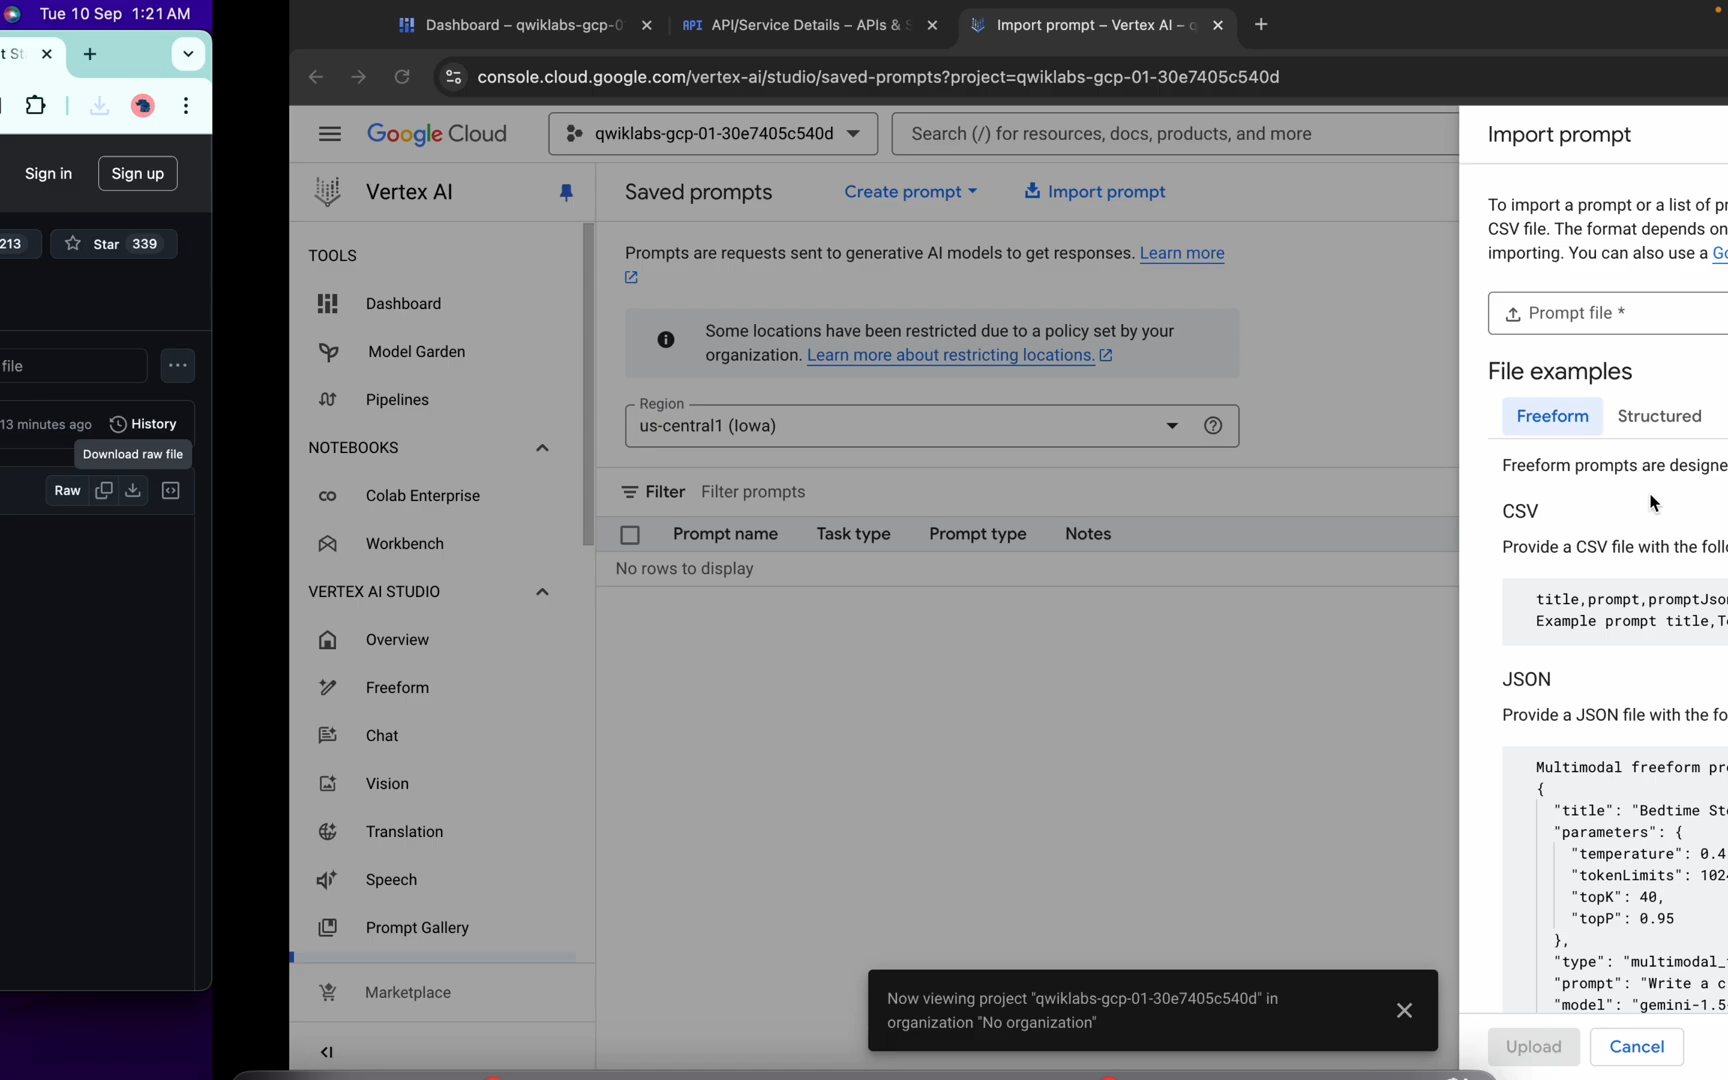 Tue 10 Sep 1:21 AM
Sign in
Sign up
213
Star 339
file
13 minutes ago
History
Download raw file
Raw
Dashboard – qwiklabs-gcp-0
API API/Service Details – APIs & S
Import prompt – Vertex AI – q
console.cloud.google.com/vertex-ai/studio/saved-prompts?project=qwiklabs-gcp-01-30e7405c540d
Google Cloud
qwiklabs-gcp-01-30e7405c540d
Search (/) for resources, docs, products, and more
Vertex AI
TOOLS
Dashboard
Model Garden
Pipelines
NOTEBOOKS
Colab Enterprise
Workbench
VERTEX AI STUDIO
Overview
Freeform
Chat
Vision
Translation
Speech
Prompt Gallery
Marketplace
Saved prompts
Create prompt
Import prompt
Prompts are requests sent to generative AI models to get responses. Learn more
Some locations have been restricted due to a policy set by your
organization. Learn more about restricting locations.
Region
us-central1 (Iowa)
Filter Filter prompts
Prompt name Task type Prompt type Notes
No rows to display
Now viewing project "qwiklabs-gcp-01-30e7405c540d" in
organization "No organization"
Import prompt
To import a prompt or a list of pr
CSV file. The format depends on
importing. You can also use a Go
Prompt file *
File examples
Freeform Structured
Freeform prompts are designe
CSV
Provide a CSV file with the follo
title,prompt,promptJson
Example prompt title,Te
JSON
Provide a JSON file with the fo
Multimodal freeform pro
{
"title": "Bedtime Sto
"parameters": {
"temperature": 0.4
"tokenLimits": 1024
"topK": 40,
"topP": 0.95
},
"type": "multimodal_
"prompt": "Write a c
"model": "gemini-1.5
Upload
Cancel